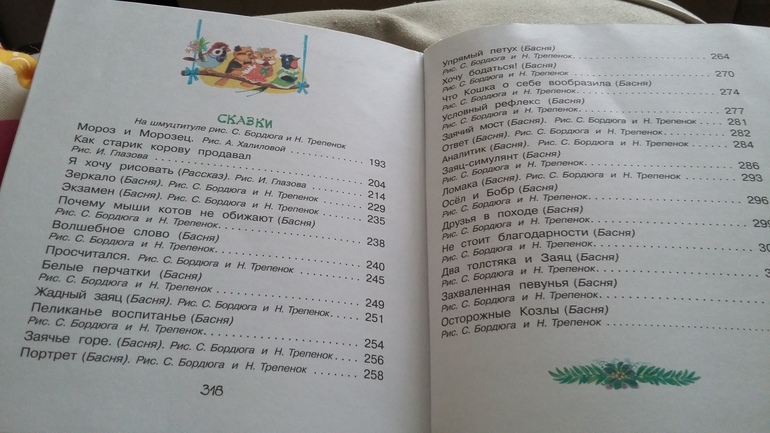 СКАЗКИ
На шмуцтитуле рис. С. Бордюга и Н. Трепенок
Мороз и Морозец. Рис. А. Халиловой . . . . . . . . 193
Как старик корову продавал
Рис. И. Глазова . . . . . . . . 204
Я хочу рисовать (Рассказ). Рис. И. Глазова . . . . . 214
Зеркало (Басня). Рис. С. Бордюга и Н. Трепенок . . . . 229
Экзамен (Басня). Рис. С. Бордюга и Н. Трепенок . . . . 235
Почему мыши котов не обижают (Басня)
Рис. С. Бордюга и Н. Трепенок . . . . . . . . 238
Волшебное слово (Басня)
Рис. С. Бордюга и Н. Трепенок . . . . . . . . 240
Просчитался. Рис. С. Бордюга и Н. Трепенок . . . . . 245
Белые перчатки (Басня)
Рис. С. Бордюга и Н. Трепенок . . . . . . . . 249
Жадный заяц (Басня). Рис. С. Бордюга и Н. Трепенок . . 251
Пеликанье воспитанье (Басня)
Рис. С. Бордюга и Н. Трепенок . . . . . . . . 254
Заячье горе. (Басня). Рис. С. Бордюга и Н. Трепенок . . 256
Портрет (Басня). Рис. С. Бордюга и Н. Трепенок . . . . 258
318
Упрямый петух (Басня)
Рис. С. Бордюга и Н. Трепенок . . . . . . . . 264
Хочу бодаться! (Басня)
Рис. С. Бордюга и Н. Трепенок . . . . . . . . 270
Что Кошка о себе вообразила (Басня)
Рис. С. Бордюга и Н. Трепенок . . . . . . . . 274
Условный рефлекс (Басня)
Рис. С. Бордюга и Н. Трепенок . . . . . . . . 277
Заячий мост (Басня). Рис. С. Бордюга и Н. Трепенок . . 281
Ответ (Басня). Рис. С. Бордюга и Н. Трепенок . . . . 282
Аналитик (Басня). Рис. С. Бордюга и Н. Трепенок . . . 284
Заяц-симулянт (Басня)
Рис. С. Бордюга и Н. Трепенок . . . . . . . . 286
Ломака (Басня). Рис. С. Бордюга и Н. Трепенок . . . . 293
Осёл и Бобр (Басня)
Рис. С. Бордюга и Н. Трепенок . . . . . . . . 296
Друзья в походе (Басня)
Рис. С. Бордюга и Н. Трепенок . . . . . . . . 299
Не стоит благодарности (Басня)
Рис. С. Бордюга и Н. Трепенок . . . . . . . .
Два толстяка и Заяц (Басня)
Рис. С. Бордюга и Н. Трепенок . . . . . . . .
Захваленная певунья (Басня)
Рис. С. Бордюга и Н. Трепенок . . . . . . . .
Осторожные Козлы (Басня)
Рис. С. Бордюга и Н. Трепенок . . . . . . . .